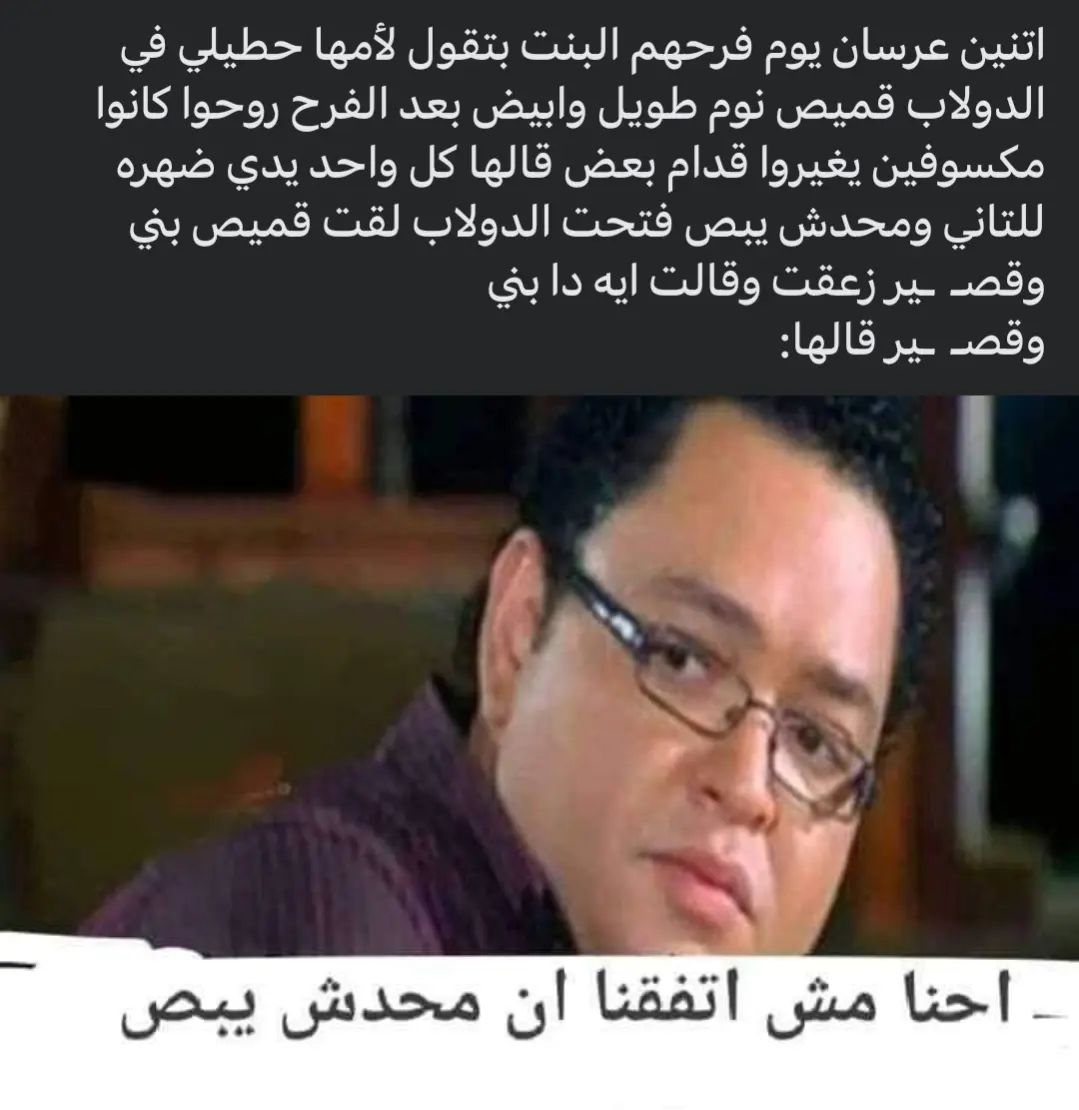 اتنين عرسان يوم فرحهم البنت بتقول لأمها حطيلي في
الدولاب قميص نوم طويل وابيض بعد الفرح روحوا كانوا
مكسوفين يغيروا قدام بعض قالها كل واحد يدي ضهره
للتاني ومحدش يبص فتحت الدولاب لقت قميص بني
وقصـ ـير زعقت وقالت ايه دا بني
وقصـ ـير قالها:
ـ احنا مش اتفقنا ان محدش يبص